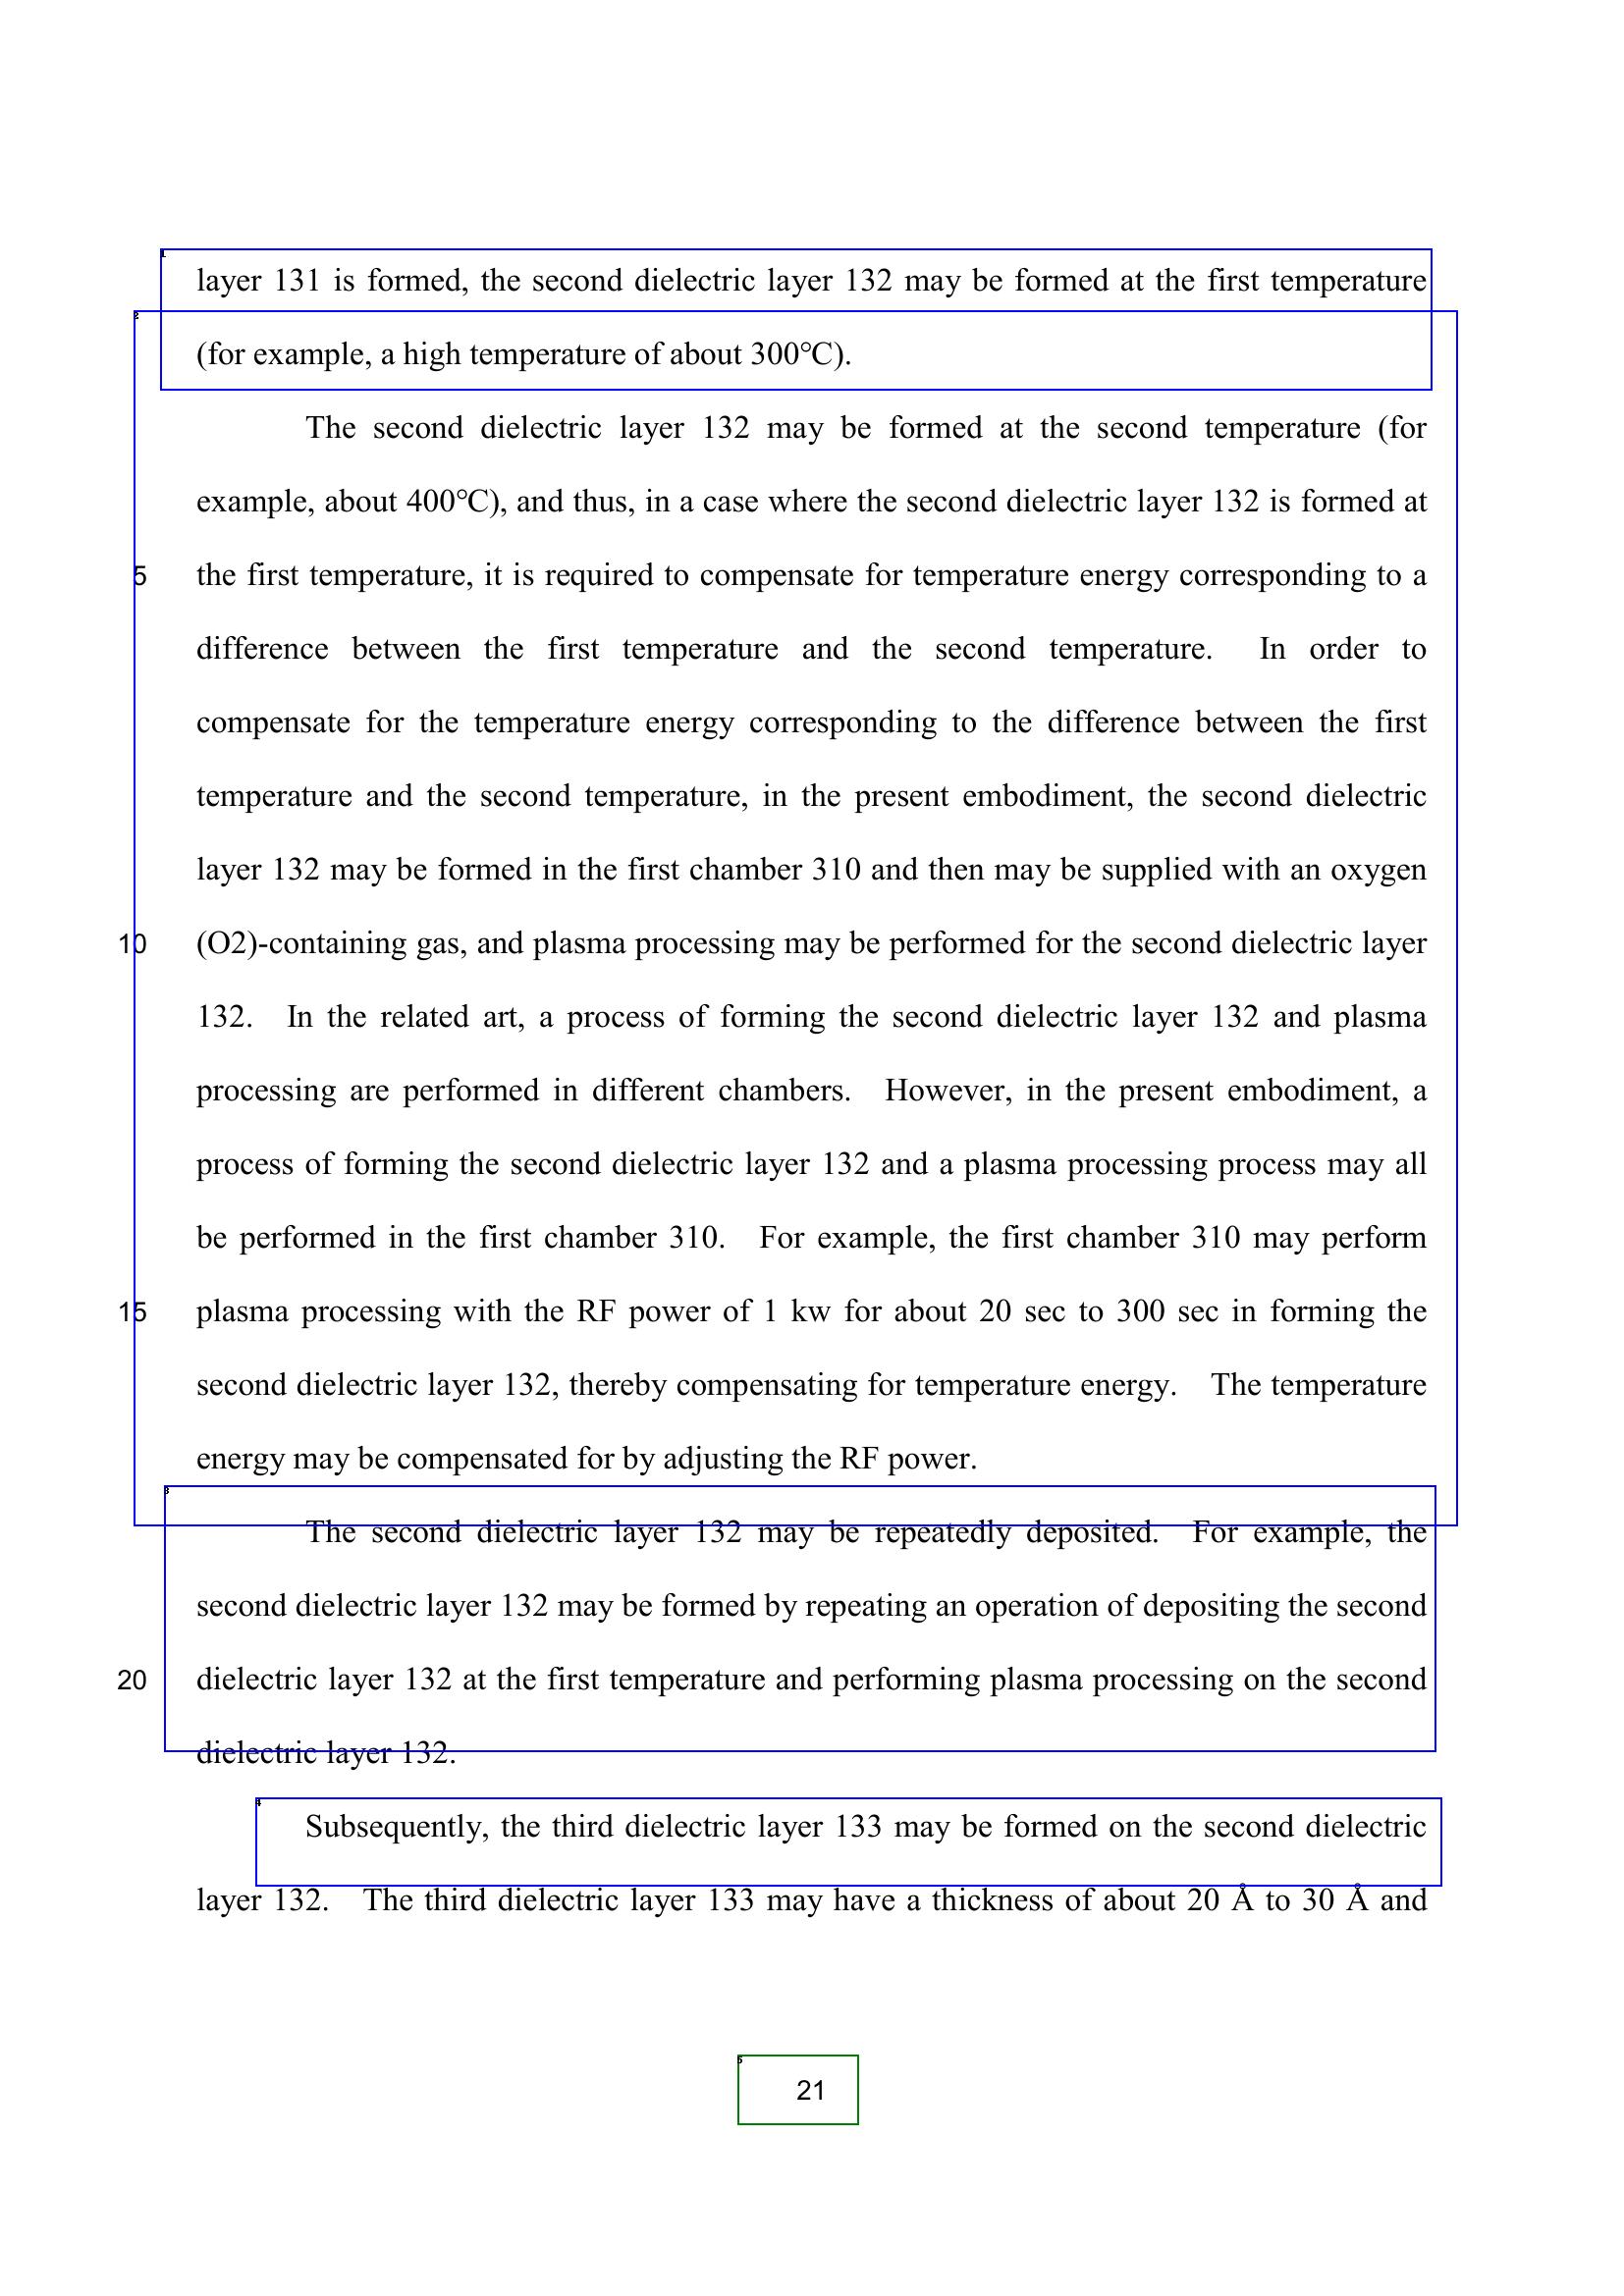 layer 131 is formed, the second dielectric layer 132 may be formed at the first temperature
(for example, a high temperature of about 300℃).
The second dielectric layer 132 may be formed at the second temperature (for
example, about 400℃), and thus, in a case where the second dielectric layer 132 is formed at
5 the first temperature, it is required to compensate for temperature energy corresponding to a
difference between the first temperature and the second temperature. In order to
compensate for the temperature energy corresponding to the difference between the first
temperature and the second temperature, in the present embodiment, the second dielectric
layer 132 may be formed in the first chamber 310 and then may be supplied with an oxygen
10 (O2)-containing gas, and plasma processing may be performed for the second dielectric layer
132. In the related art, a process of forming the second dielectric layer 132 and plasma
processing are performed in different chambers. However, in the present embodiment, a
process of forming the second dielectric layer 132 and a plasma processing process may all
be performed in the first chamber 310. For example, the first chamber 310 may perform
15 plasma processing with the RF power of 1 kw for about 20 sec to 300 sec in forming the
second dielectric layer 132, thereby compensating for temperature energy. The temperature
energy may be compensated for by adjusting the RF power.
The second dielectric layer 132 may be repeatedly deposited. For example, the
second dielectric layer 132 may be formed by repeating an operation of depositing the second
20 dielectric layer 132 at the first temperature and performing plasma processing on the second
dielectric layer 132.
Subsequently, the third dielectric layer 133 may be formed on the second dielectric
layer 132. The third dielectric layer 133 may have a thickness of about 20 Å to 30 Å and
21